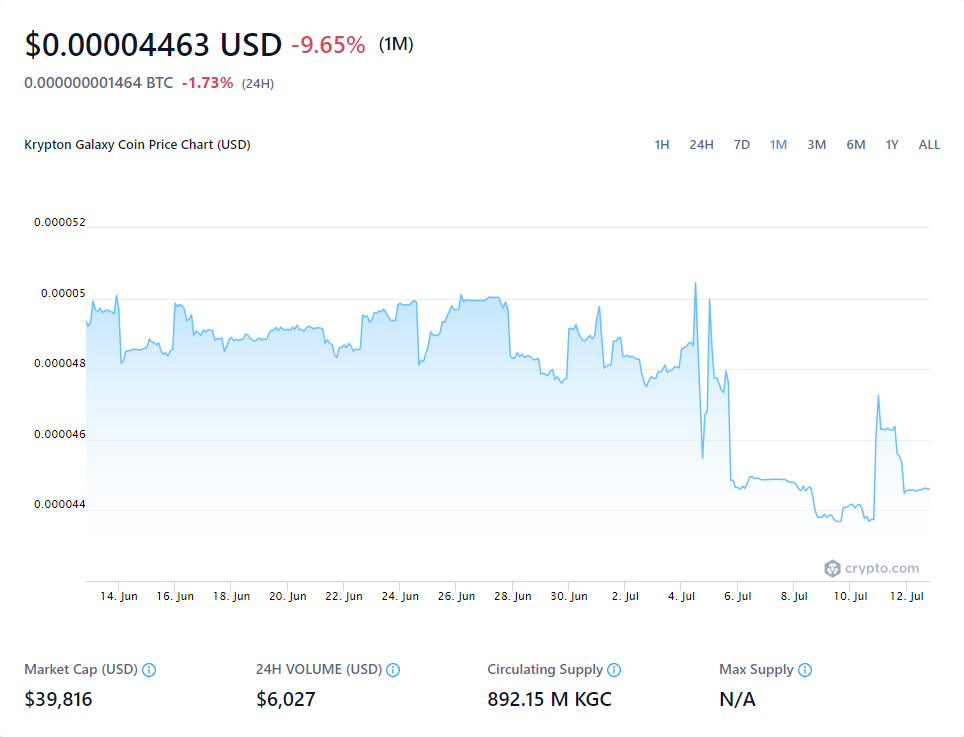 $0.00004463 USD -9.65% (1M)
0.000000001464 BTC -1.73% (24H)
Krypton Galaxy Coin Price Chart (USD) 1H 24H 7D 1M 3M 6M 1Y ALL
0.000052
0.00005
0.000048
0.000046
0.000044
crypto.com
14. Jun 16. Jun 18. Jun 20. Jun 22. Jun 24. Jun 26. Jun 28. Jun 30. Jun 2. Jul 4. Jul 6. Jul 8. Jul 10. Jul 12. Jul
Market Cap (USD) 24H VOLUME (USD) Circulating Supply Max Supply
$39,816 $6,027 892.15 M KGC N/A